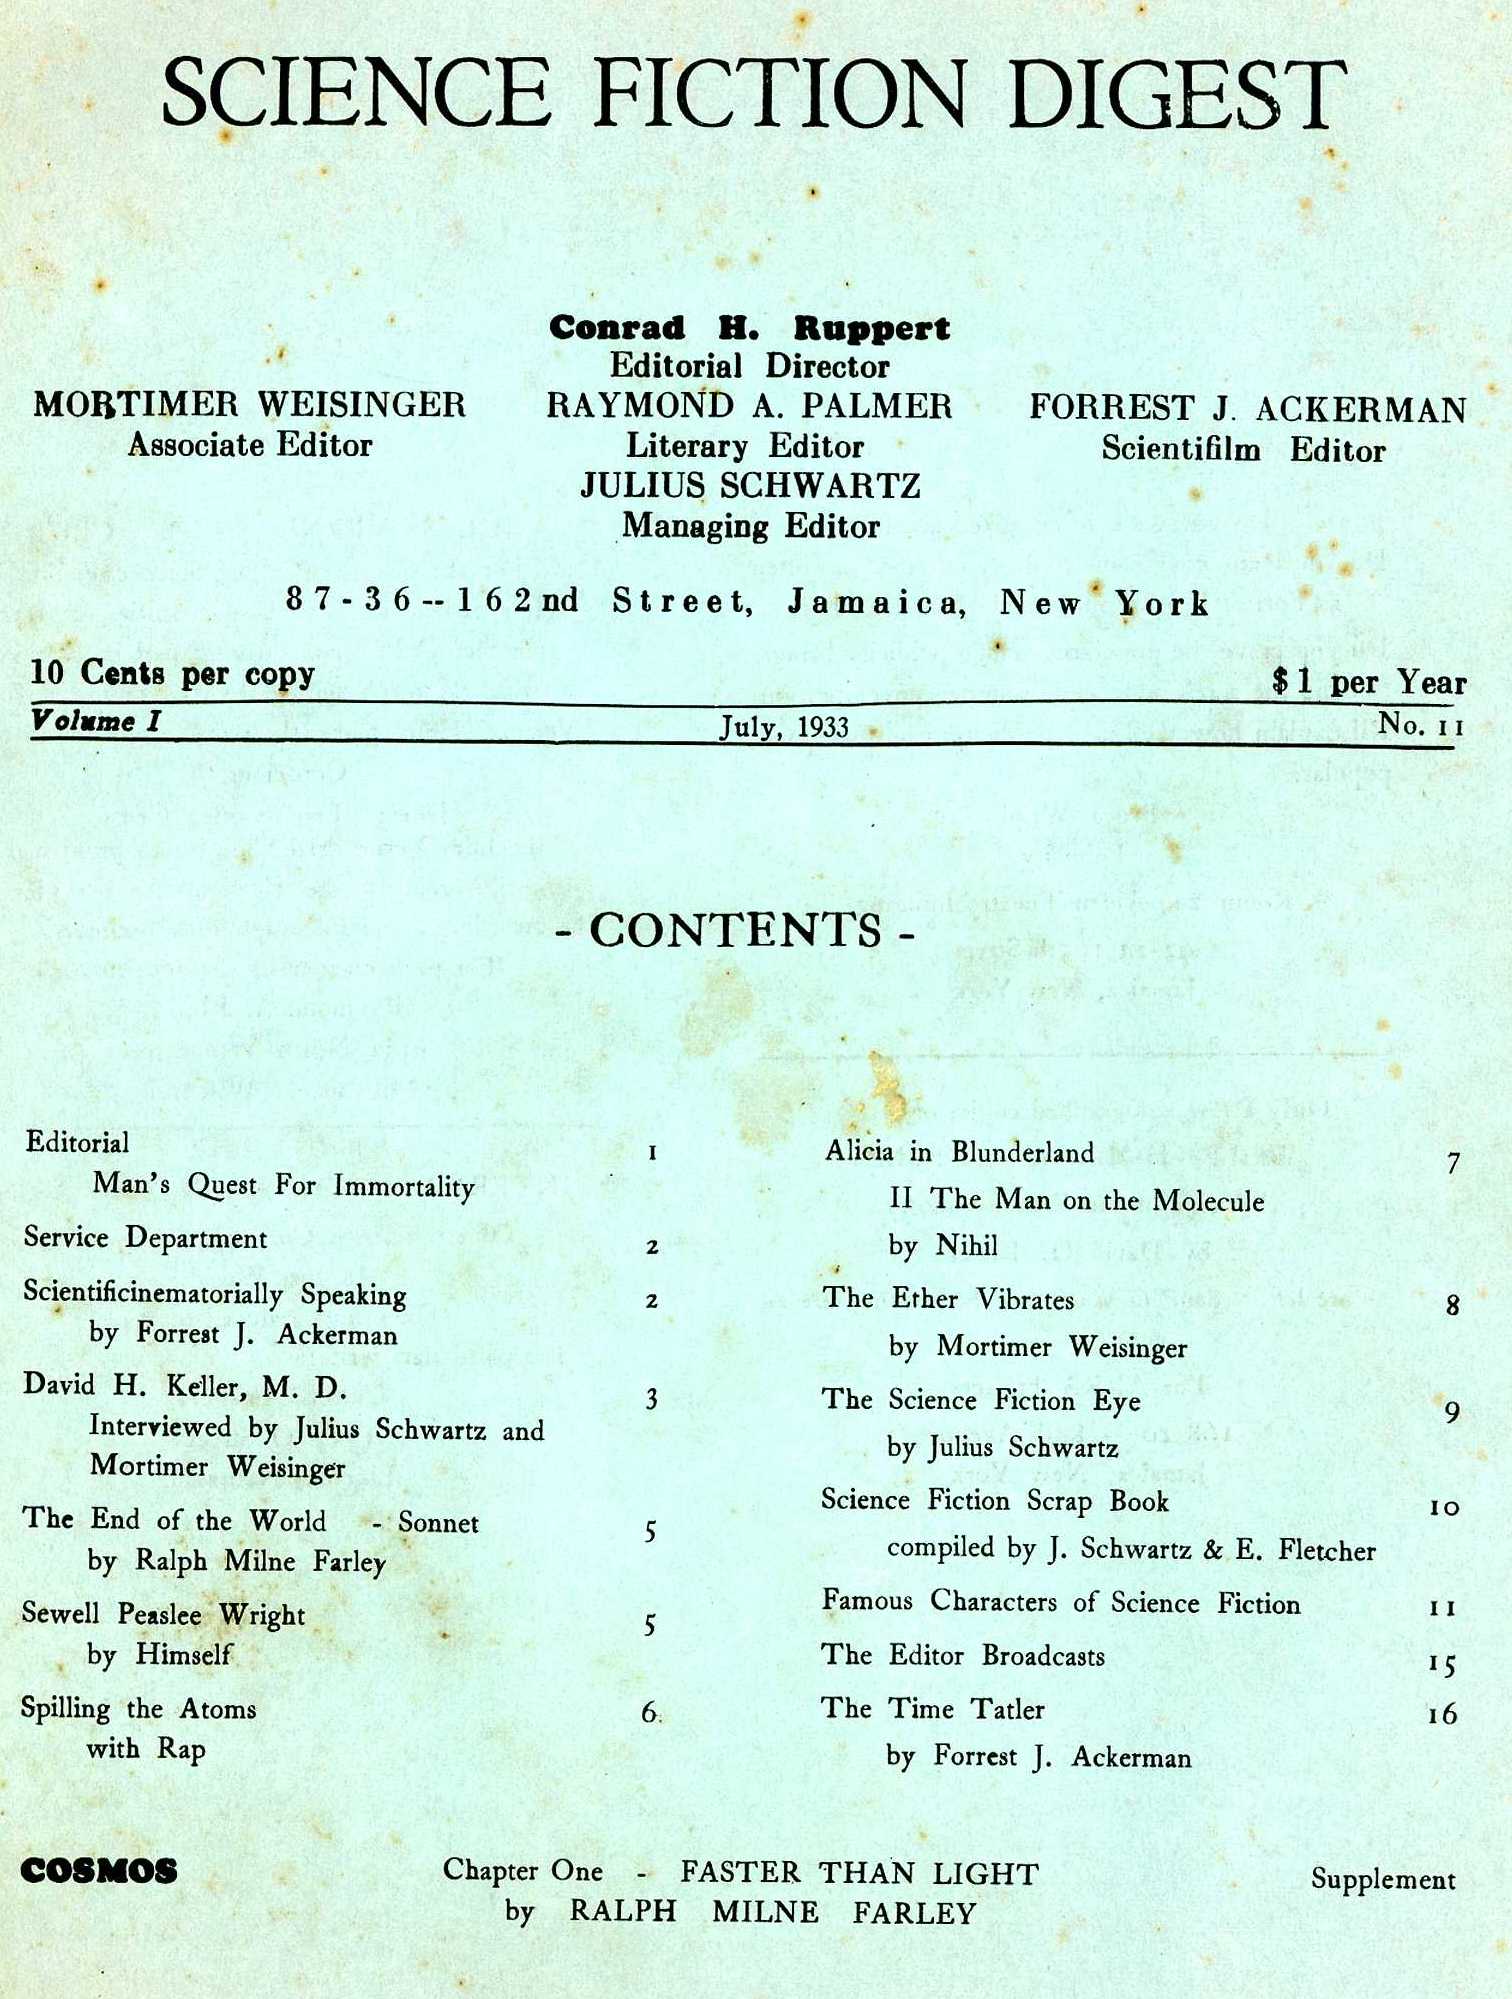 SCIENCE FICTION DIGEST
Conrad H. Ruppert
Editorial Director
MORTIMER WEISINGER
Associate Editor
RAYMOND A. PALMER
Literary Editor
JULIUS SCHWARTZ
Managing Editor
FORREST J. ACKERMAN
Scientifilm Editor
87-36--162nd Street, Jamaica, New York
10 Cents per copy $1 per Year
Volume I July, 1933 No. 11
- CONTENTS -
Editorial 1
Man's Quest For Immortality
Service Department 2
Scientificinematorially Speaking 2
by Forrest J. Ackerman
David H. Keller, M. D. 3
Interviewed by Julius Schwartz and
Mortimer Weisinger
The End of the World - Sonnet 5
by Ralph Milne Farley
Sewell Peaslee Wright 5
by Himself
Spilling the Atoms 6
with Rap
Alicia in Blunderland 7
II The Man on the Molecule
by Nihil
The Ether Vibrates 8
by Mortimer Weisinger
The Science Fiction Eye 9
by Julius Schwartz
Science Fiction Scrap Book 10
compiled by J. Schwartz & E. Fletcher
Famous Characters of Science Fiction 11
The Editor Broadcasts 15
The Time Tatler 16
by Forrest J. Ackerman
COSMOS Chapter One - FASTER THAN LIGHT Supplement
by RALPH MILNE FARLEY